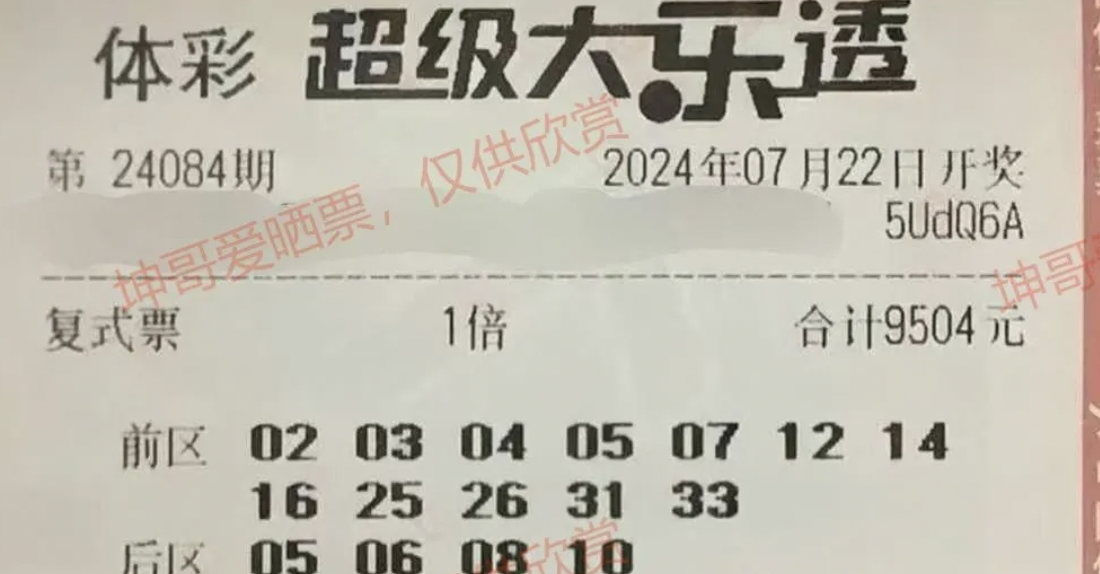 体彩 超级大乐透
第 24084期 2024年07月22日开奖
5UdQ6A
复式票 1倍 合计9504元
前区 02 03 04 05 07 12 14
16 25 26 31 33
后区 05 06 08 10
坤哥爱晒票，仅供欣赏
坤哥
欣赏